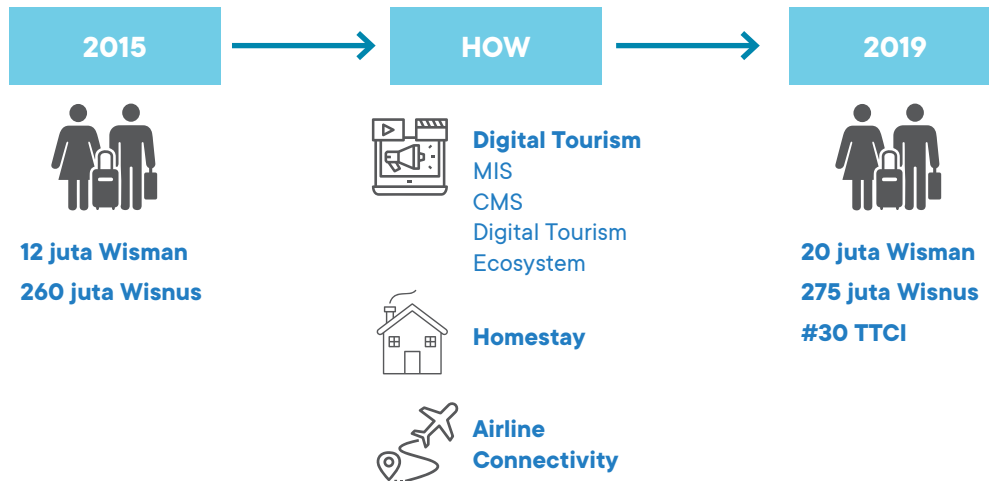 2015
HOW
2019
12 juta Wisman
260 juta Wisnus
Digital Tourism
MIS
CMS
Digital Tourism
Ecosystem
Homestay
Airline
Connectivity
20 juta Wisman
275 juta Wisnus
#30 TTCI